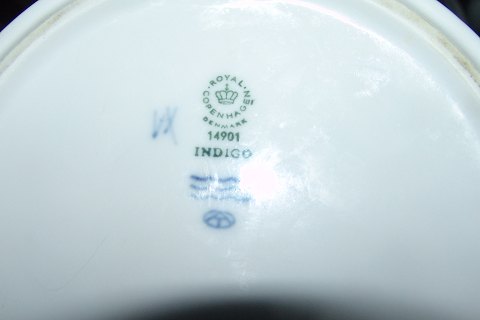 ROYAL
COPENHAGEN
DENMARK
14901
INDIGO